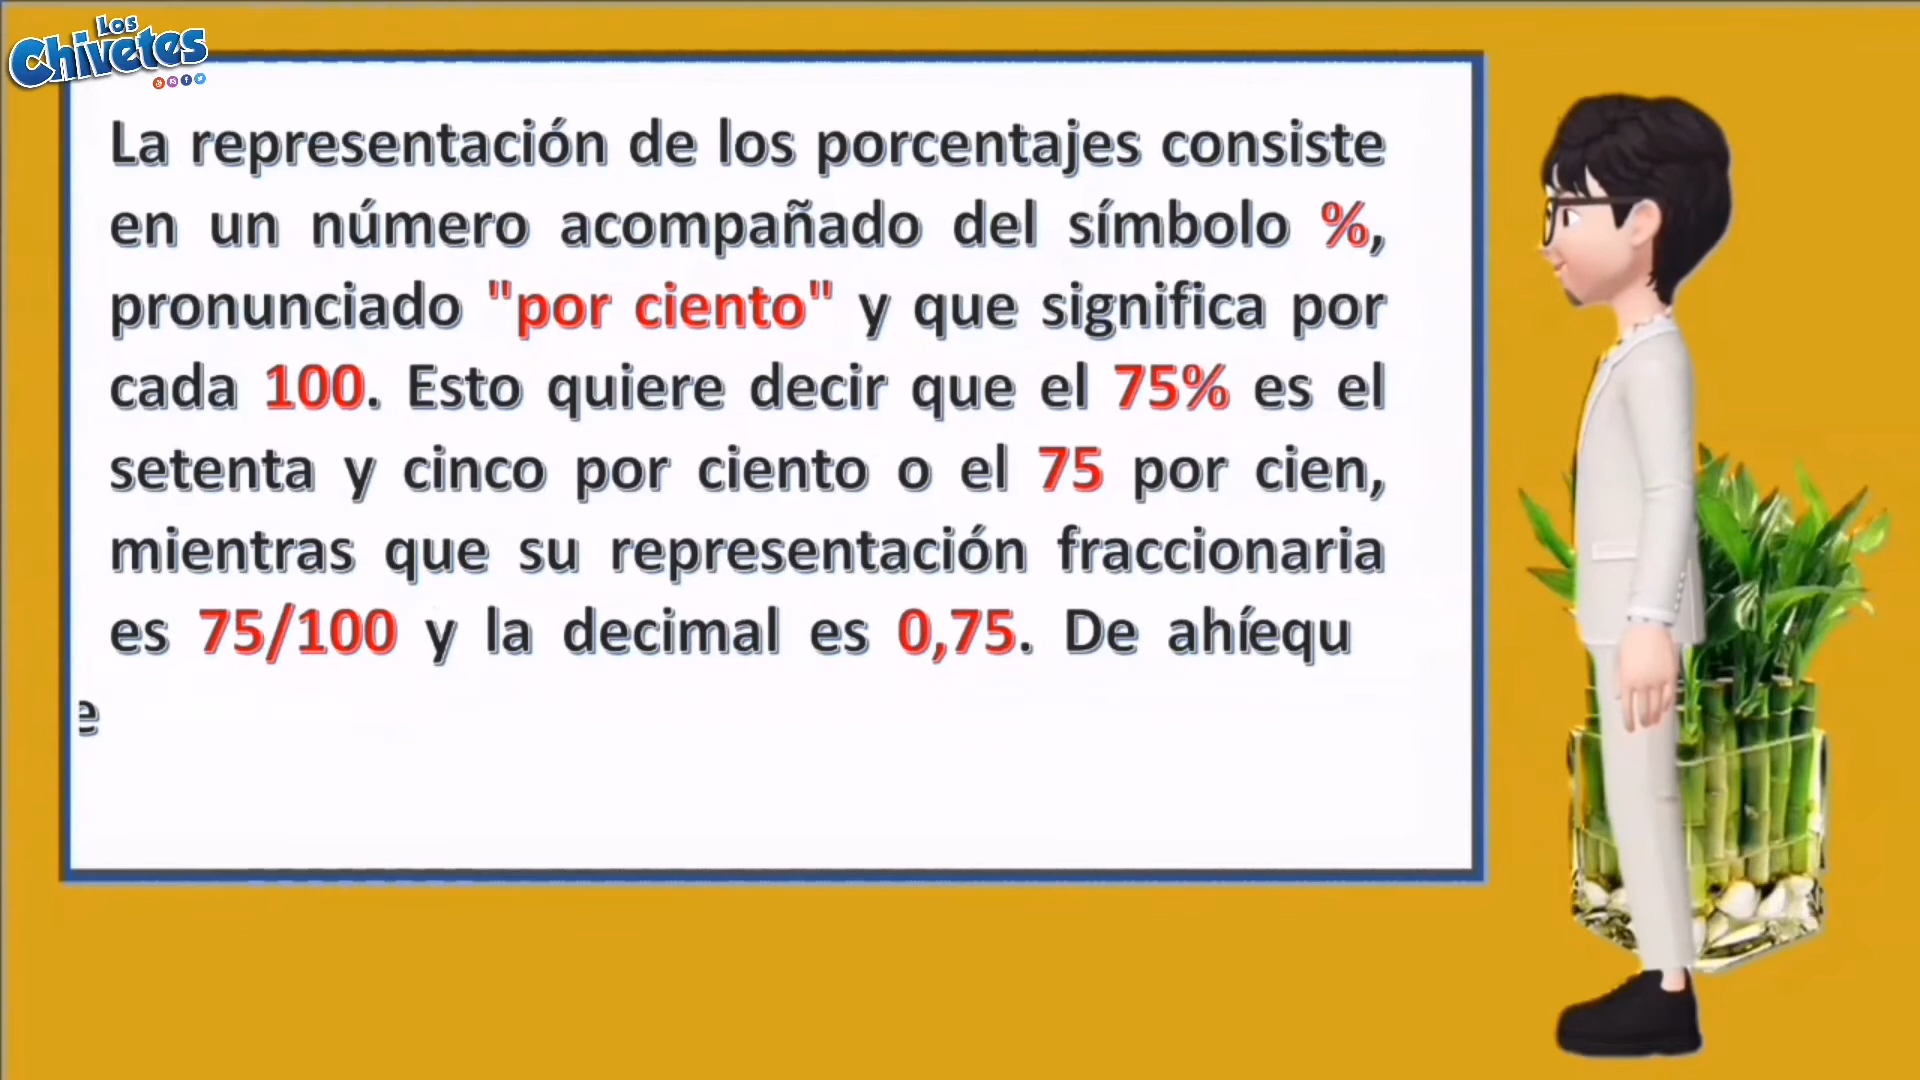 Los
Chivetes
La representación de los porcentajes consiste
en un número acompañado del símbolo %,
pronunciado "por ciento" y que significa por
cada 100. Esto quiere decir que el 75% es el
setenta y cinco por ciento o el 75 por cien,
mientras que su representación fraccionaria
es 75/100 y la decimal es 0,75. De ahíequ
e